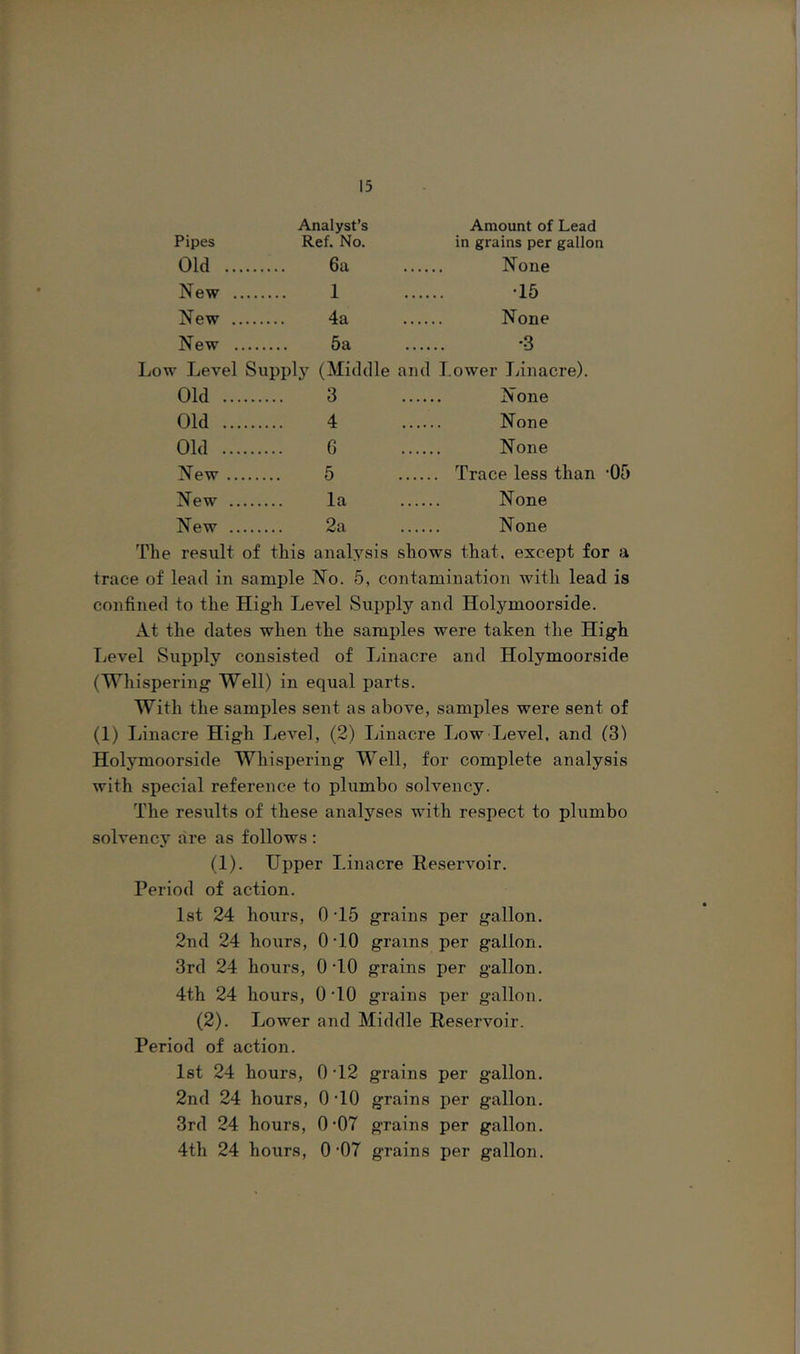 15
Pipes Analyst's Ref. No. Amount of Lead in grains per gallon
Old ......... 6a ...... None
New ........ 1 ...... ·15
New ........ 4a ...... None
New ........ 5a ...... ·3
Low Level Supply (Middle and Lower Linacre).
Old ......... 3 ...... None
Old ......... 4 ...... None
Old ......... 6 ...... None
New ........ 5 ...... Trace less than ·05
New ........ 1a ...... None
New ........ 2a ...... None
The result of this analysis shows that, except for a
trace of lead in sample No. 5, contamination with lead is
confined to the High Level Supply and Holymoorside.
At the dates when the samples were taken the High
Level Supply consisted of Linacre and Holymoorside
(Whispering Well) in equal parts.
With the samples sent as above, samples were sent of
(1) Linacre High Level, (2) Linacre Low Level, and (3)
Holymoorside Whispering Well, for complete analysis
with special reference to plumbo solvency.
The results of these analyses with respect to plumbo
solvency are as follows :
(1). Upper Linacre Reservoir.
Period of action.
1st 24 hours, 0·15 grains per gallon.
2nd 24 hours, 0·10 grains per gallon.
3rd 24 hours, 0·10 grains per gallon.
4th 24 hours, 0·10 grains per gallon.
(2). Lower and Middle Reservoir.
Period of action.
1st 24 hours, 0·12 grains per gallon.
2nd 24 hours, 0·10 grains per gallon.
3rd 24 hours, 0·07 grains per gallon.
4th 24 hours, 0·07 grains per gallon.